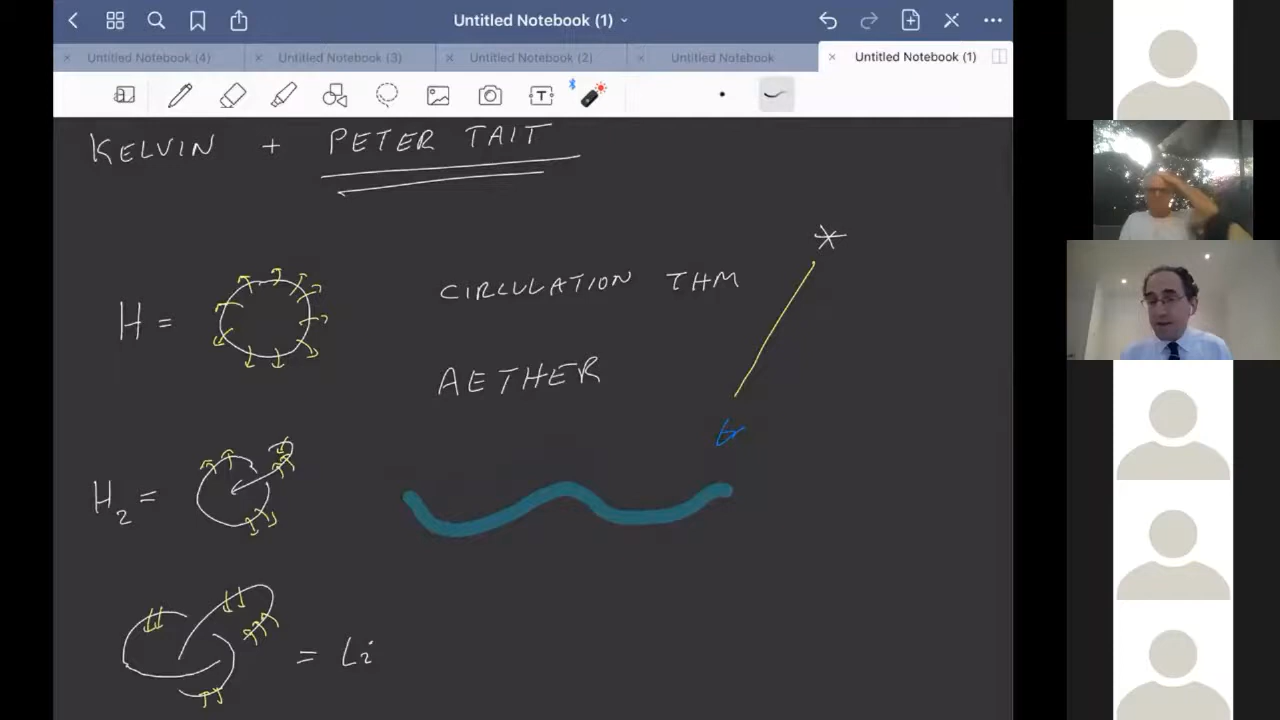 Untitled Notebook (1)
Untitled Notebook (4)
Untitled Notebook (3)
Untitled Notebook (2)
Untitled Notebook
Untitled Notebook (1)
T
KELVIN + PETER TAIT
CIRCULATION THM
H =
AETHER
H2 =
= Li